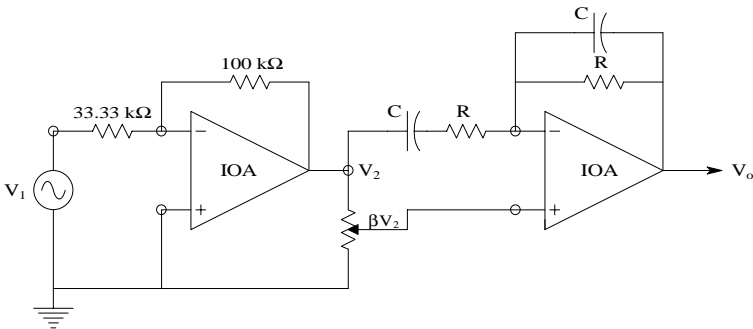 C
100 kΩ
R
33.33 kΩ
C
R
−
−
V₁
IOA
V₂
IOA
Vₒ
+
βV₂
+